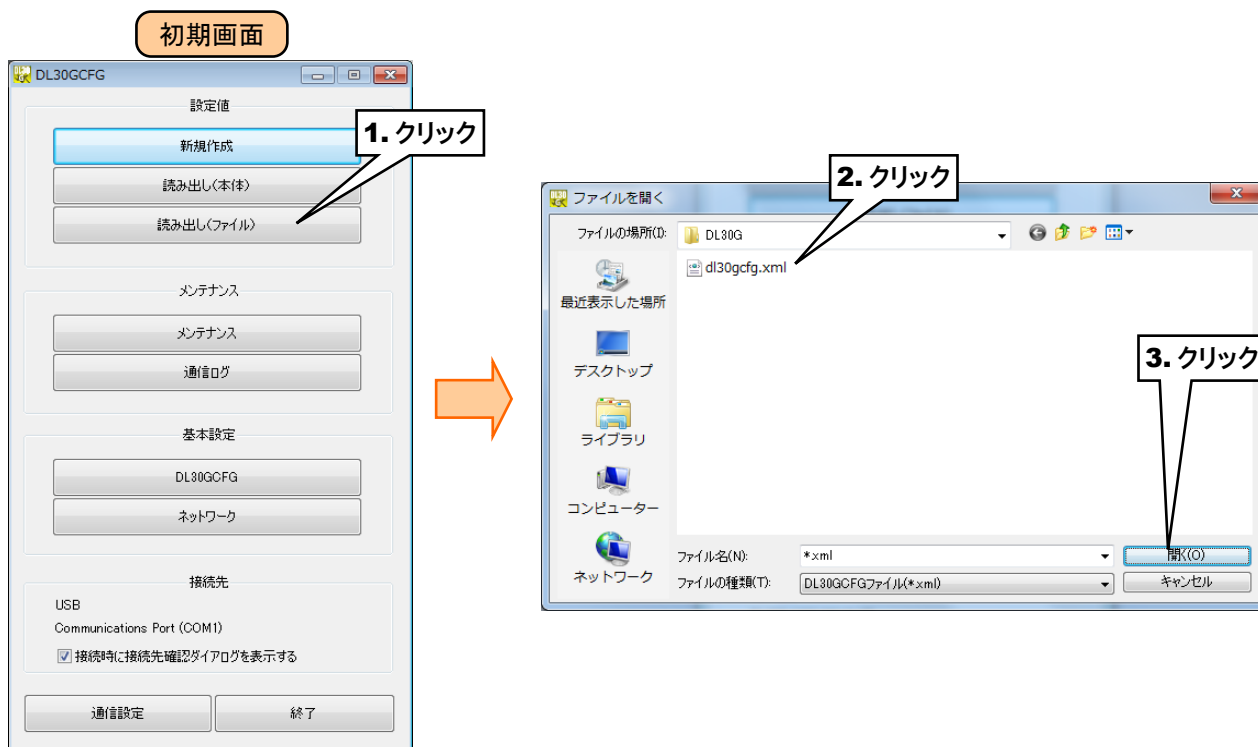 初期画面
DL30GCFG
設定値
新規作成
読み出し(本体)
読み出し(ファイル)
1. クリック
メンテナンス
メンテナンス
通信ログ
基本設定
DL30GCFG
ネットワーク
接続先
USB
Communications Port (COM1)
接続時に接続先確認ダイアログを表示する
通信設定
終了
2. クリック
ファイルを開く
ファイルの場所(I):
DL30G
dl30gcfg.xml
最近表示した場所
デスクトップ
ライブラリ
コンピューター
ネットワーク
3. クリック
ファイル名(N):
*.xml
開く(O)
ファイルの種類(T):
DL30GCFGファイル(*.xml)
キャンセル